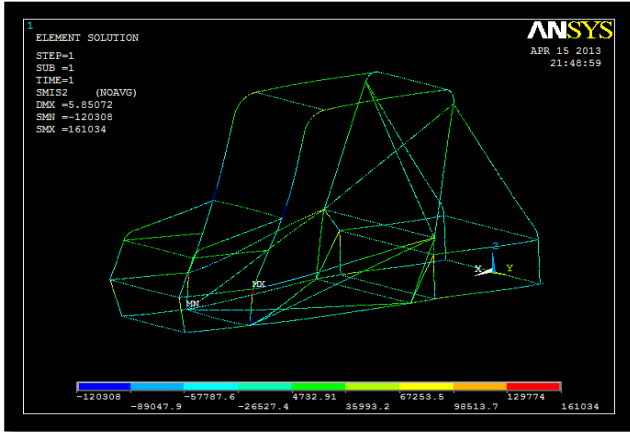 1
ELEMENT SOLUTION
ANSYS
STEP=1
SUB =1
TIME=1
SMIS2 (NOAVG)
DMX =5.85072
SMN =-120308
SMX =161034
APR 15 2013
21:48:59
Z
X Y
MX
MN
-120308 -57787.6 4732.91 67253.5 129774
-89047.9 -26527.4 35993.2 98513.7 161034